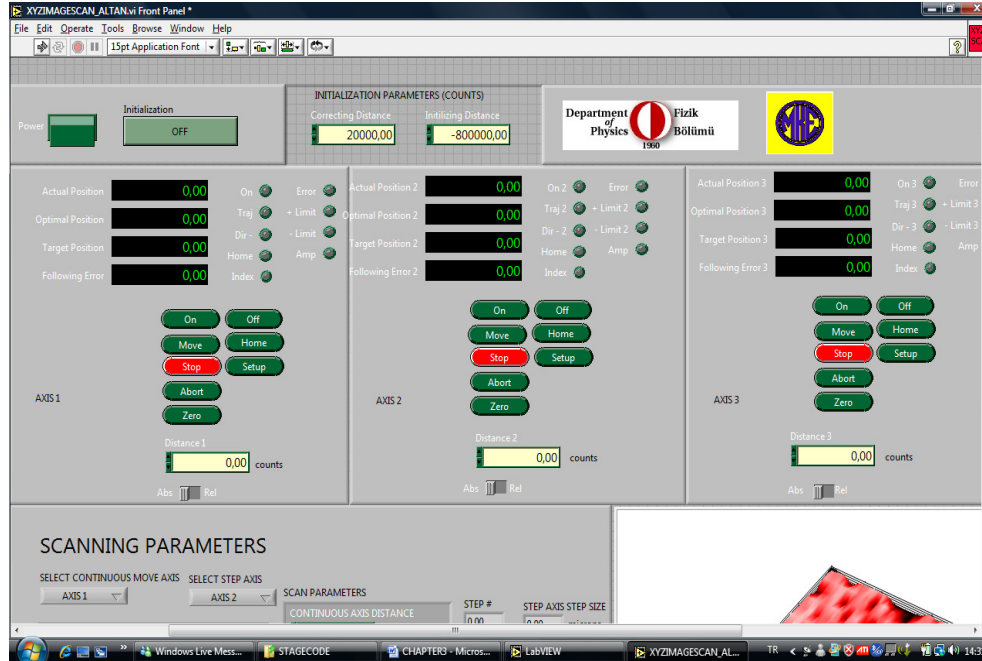 XYZIMAGESCAN_ALTAN.vi Front Panel *
File Edit Operate Tools Browse Window Help
15pt Application Font
?
XYZ
Power
Initialization
OFF
INITIALIZATION PARAMETERS (COUNTS)
Correcting Distance Initilizing Distance
20000,00 -800000,00
Department of Physics
Fizik Bölümü
1960
MKE
Actual Position 0,00 On Error
Optimal Position 0,00 Traj + Limit
Target Position 0,00 Dir - - Limit
Home Amp
Following Error 0,00 Index
On Off
Move Home
Stop Setup
Abort
Zero
AXIS 1
Distance 1
0,00 counts
Abs Rel
Actual Position 2 0,00 On 2 Error
Optimal Position 2 0,00 Traj 2 + Limit 2
Target Position 2 0,00 Dir - 2 - Limit 2
Home Amp
Following Error 2 0,00 Index
On Off
Move Home
Stop Setup
Abort
Zero
AXIS 2
Distance 2
0,00 counts
Abs Rel
Actual Position 3 0,00 On 3 Error
Optimal Position 3 0,00 Traj 3 + Limit 3
Target Position 3 0,00 Dir - 3 - Limit 3
Home Amp
Following Error 3 0,00 Index
On Off
Move Home
Stop Setup
Abort
Zero
AXIS 3
Distance 3
0,00 counts
Abs Rel
SCANNING PARAMETERS
SELECT CONTINUOUS MOVE AXIS SELECT STEP AXIS
AXIS 1 AXIS 2
SCAN PARAMETERS
CONTINUOUS AXIS DISTANCE
STEP # STEP AXIS STEP SIZE
0,00 0,00 microns
Windows Live Mess... STAGECODE CHAPTER3 - Micros... LabVIEW XYZIMAGESCAN_AL... TR 14:3